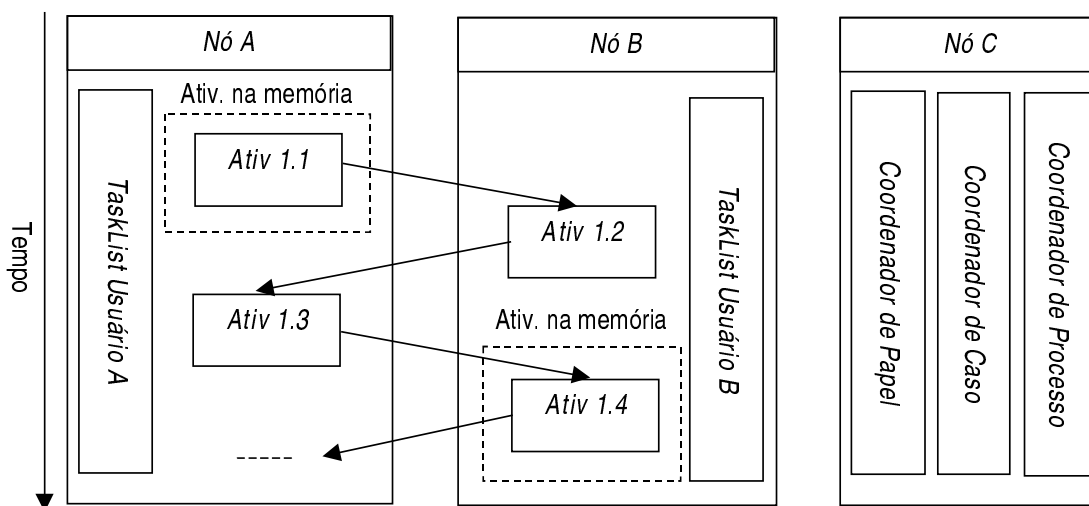 Nó A
Nó B
Nó C
Ativ. na memória
Ativ 1.1
TaskList Usuário A
Ativ 1.2
TaskList Usuário B
Coordenador de Papel
Coordenador de Caso
Coordenador de Processo
Tempo
Ativ 1.3
Ativ. na memória
Ativ 1.4
-----